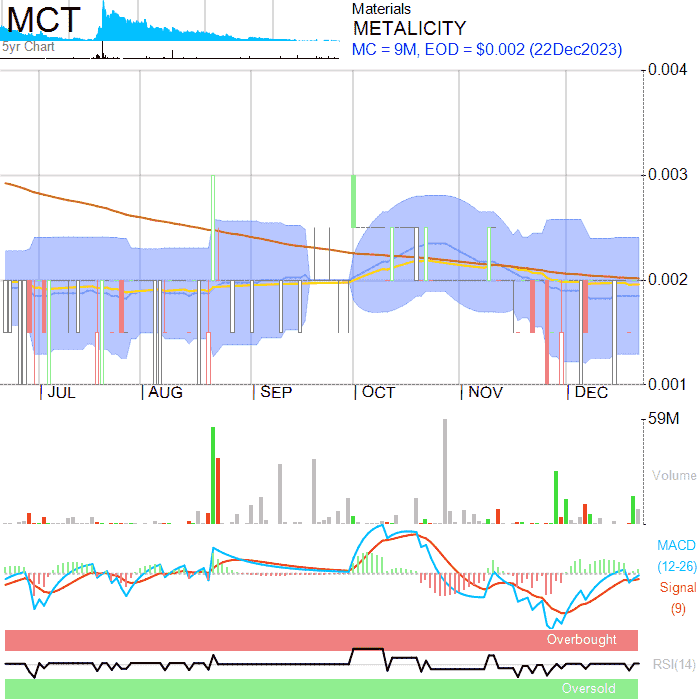 MCT
5yr Chart
Materials
METALICITY
MC = 9M, EOD = $0.002 (22Dec2023)
0.004
0.003
0.002
0.001
JUL AUG SEP OCT NOV DEC
59M
Volume
MACD
(12-26)
Signal
(9)
Overbought
RSI(14)
Oversold